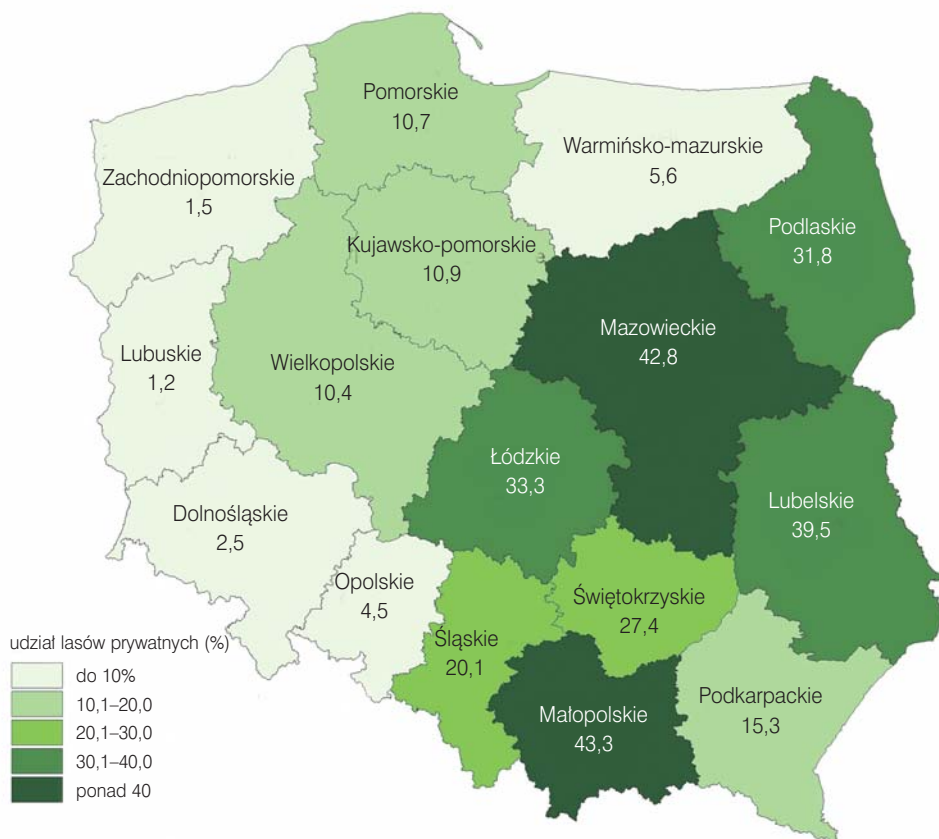 Pomorskie
10,7
Warmińsko-mazurskie
5,6
Zachodniopomorskie
1,5
Podlaskie
31,8
Kujawsko-pomorskie
10,9
Mazowieckie
42,8
Lubuskie
1,2
Wielkopolskie
10,4
Łódzkie
33,3
Lubelskie
39,5
Dolnośląskie
2,5
Opolskie
4,5
Świętokrzyskie
27,4
Śląskie
20,1
Podkarpackie
15,3
Małopolskie
43,3
udział lasów prywatnych (%)
do 10%
10,1–20,0
20,1–30,0
30,1–40,0
ponad 40